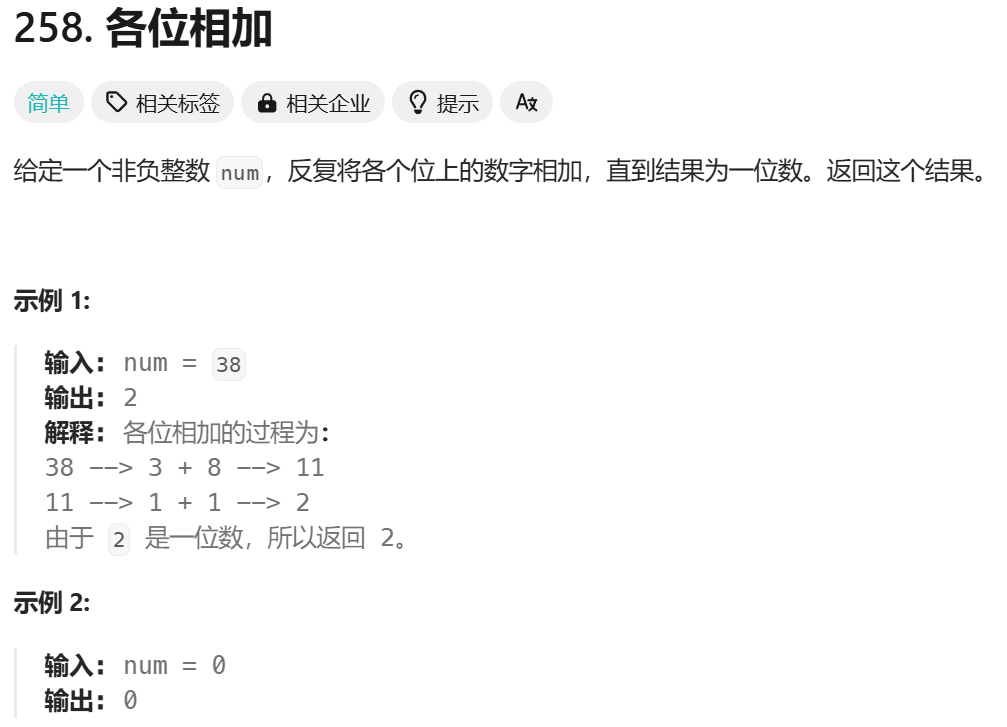 258. 各位相加
简单 相关标签 相关企业 提示 A文
给定一个非负整数 num，反复将各个位上的数字相加，直到结果为一位数。返回这个结果。
示例 1:
输入：num = 38
输出：2
解释：各位相加的过程为：
38 --> 3 + 8 --> 11
11 --> 1 + 1 --> 2
由于 2 是一位数，所以返回 2。
示例 2:
输入：num = 0
输出：0